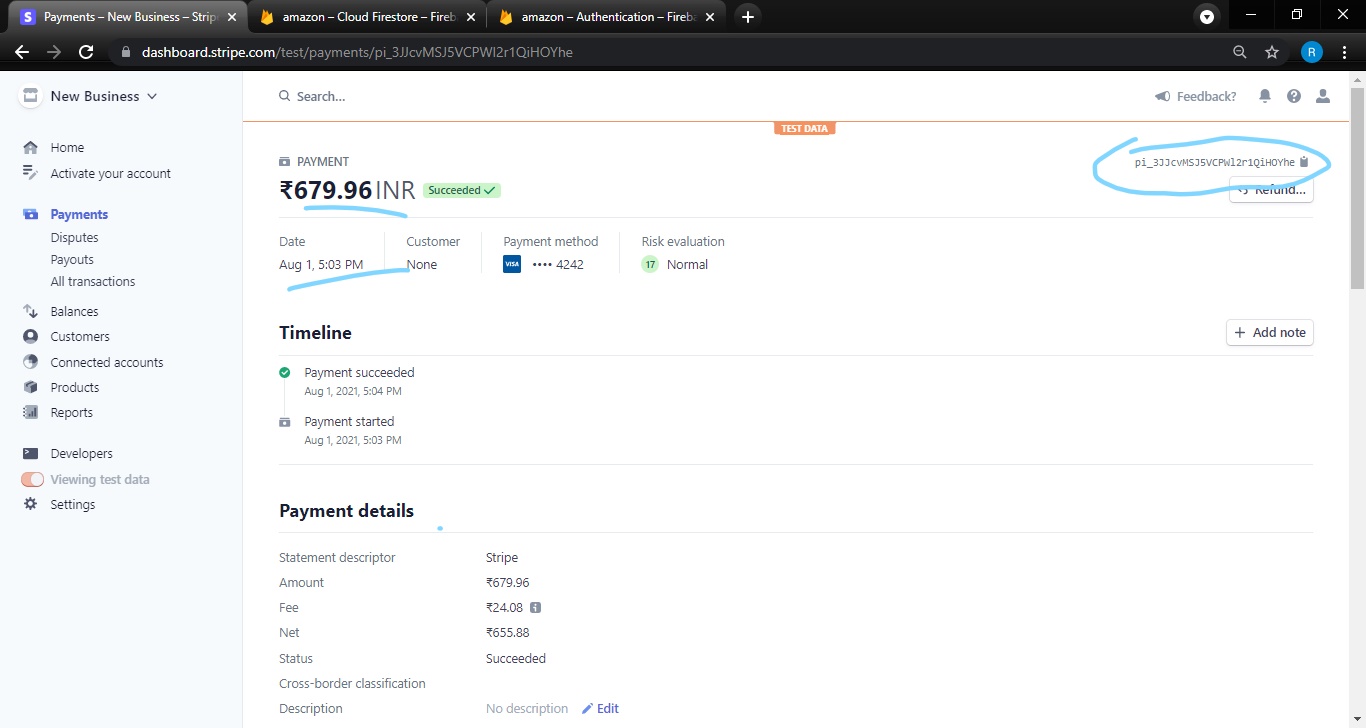 Payments – New Business – Strip
amazon – Cloud Firestore – Fireb
amazon – Authentication – Fireba
dashboard.stripe.com/test/payments/pi_3JJcvMSJ5VCPWl2r1QiHOYhe
R
New Business
Search...
Feedback?
TEST DATA
Home
Activate your account
Payments
Disputes
Payouts
All transactions
Balances
Customers
Connected accounts
Products
Reports
Developers
Viewing test data
Settings
PAYMENT
pi_3JJcvMSJ5VCPWl2r1QiHOYhe
₹679.96 INR Succeeded
Refund...
Date Customer Payment method Risk evaluation
Aug 1, 5:03 PM None VISA •••• 4242 17 Normal
Timeline
Add note
Payment succeeded
Aug 1, 2021, 5:04 PM
Payment started
Aug 1, 2021, 5:03 PM
Payment details
Statement descriptor Stripe
Amount ₹679.96
Fee ₹24.08
Net ₹655.88
Status Succeeded
Cross-border classification
Description No description Edit